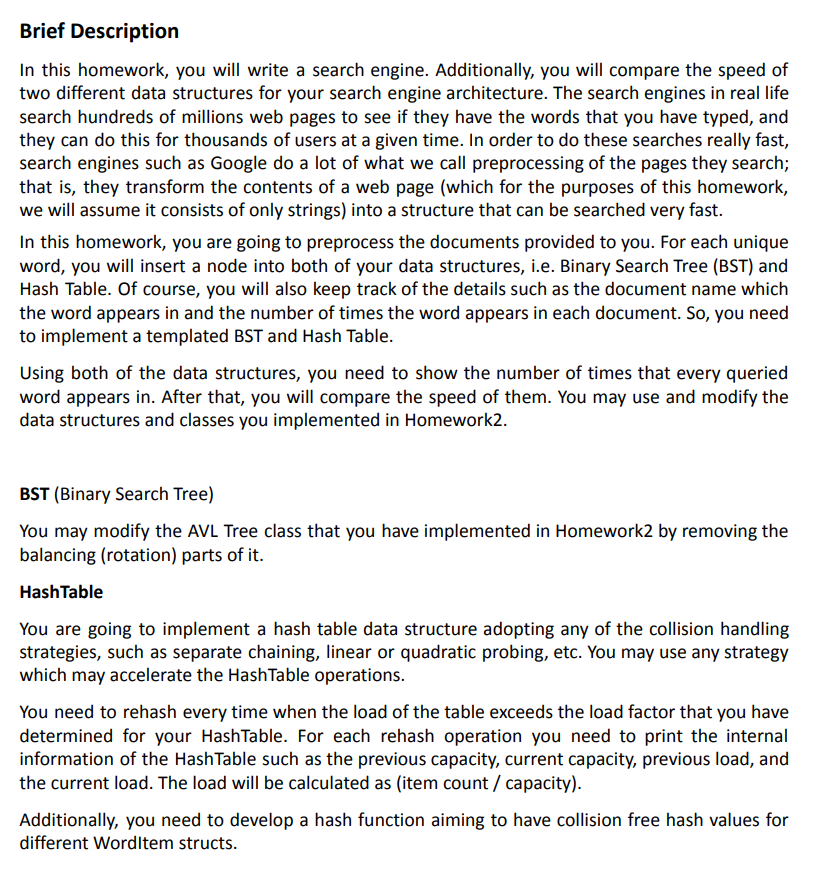 Brief Description
In this homework, you will write a search engine. Additionally, you will compare the speed of
two different data structures for your search engine architecture. The search engines in real life
search hundreds of millions web pages to see if they have the words that you have typed, and
they can do this for thousands of users at a given time. In order to do these searches really fast,
search engines such as Google do a lot of what we call preprocessing of the pages they search;
that is, they transform the contents of a web page (which for the purposes of this homework,
we will assume it consists of only strings) into a structure that can be searched very fast.
In this homework, you are going to preprocess the documents provided to you. For each unique
word, you will insert a node into both of your data structures, i.e. Binary Search Tree (BST) and
Hash Table. Of course, you will also keep track of the details such as the document name which
the word appears in and the number of times the word appears in each document. So, you need
to implement a templated BST and Hash Table.
Using both of the data structures, you need to show the number of times that every queried
word appears in. After that, you will compare the speed of them. You may use and modify the
data structures and classes you implemented in Homework2.
BST (Binary Search Tree)
You may modify the AVL Tree class that you have implemented in Homework2 by removing the
balancing (rotation) parts of it.
HashTable
You are going to implement a hash table data structure adopting any of the collision handling
strategies, such as separate chaining, linear or quadratic probing, etc. You may use any strategy
which may accelerate the HashTable operations.
You need to rehash every time when the load of the table exceeds the load factor that you have
determined for your HashTable. For each rehash operation you need to print the internal
information of the HashTable such as the previous capacity, current capacity, previous load, and
the current load. The load will be calculated as (item count / capacity).
Additionally, you need to develop a hash function aiming to have collision free hash values for
different WordItem structs.